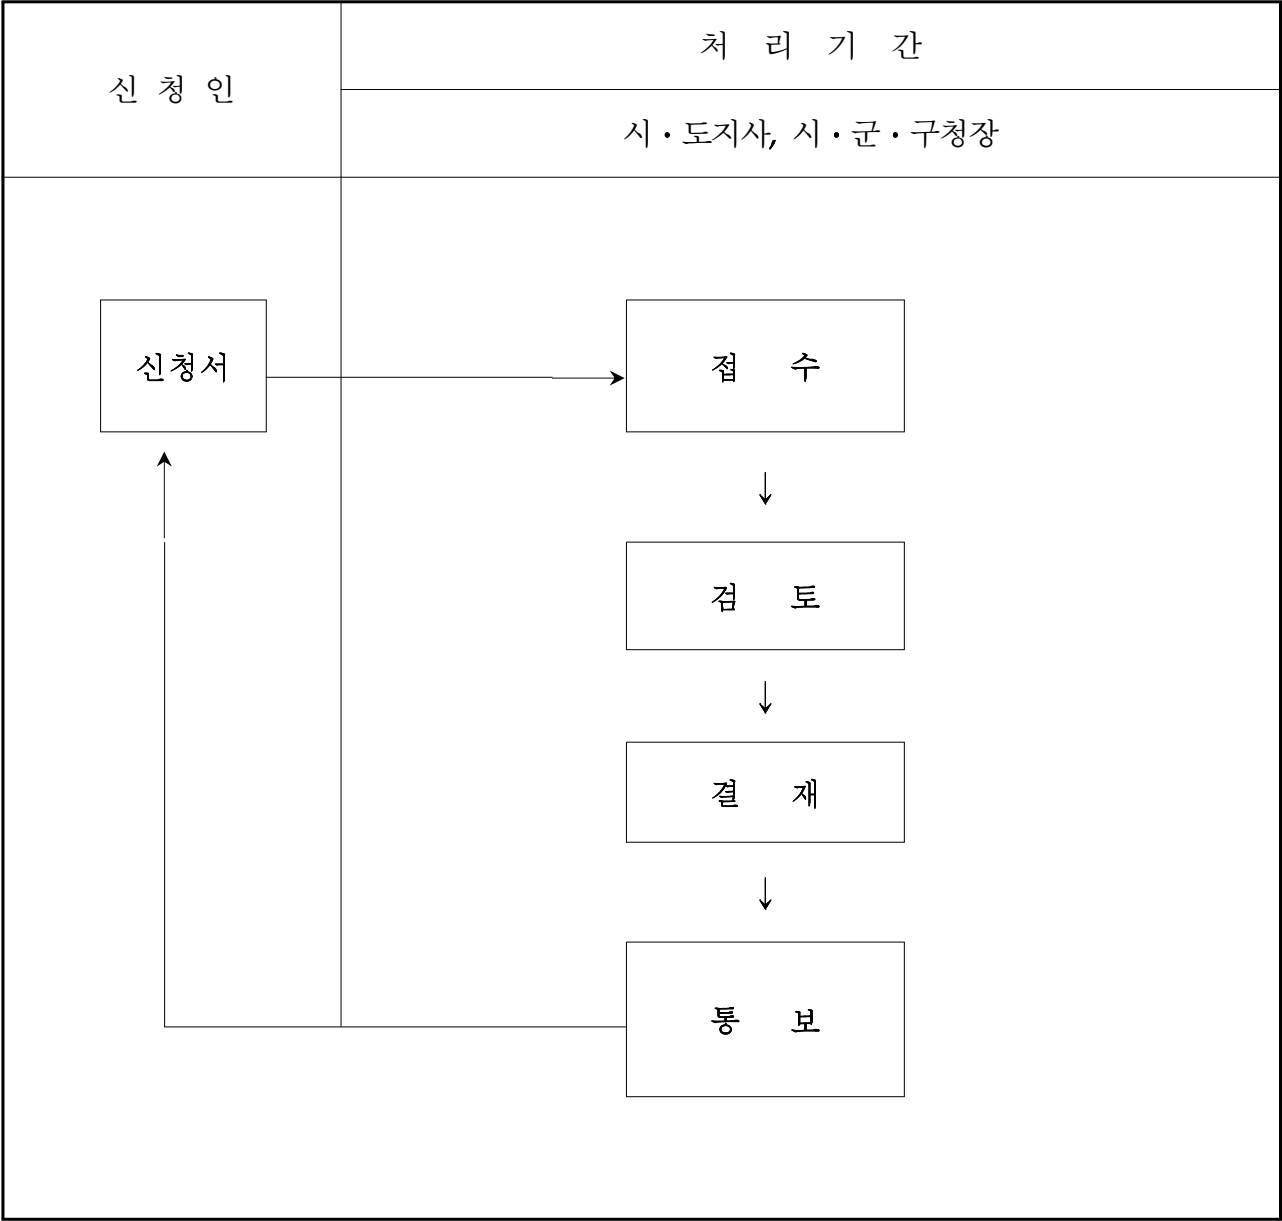 처 리 기 간
신 청 인
시·도지사, 시·군·구청장
신청서
접 수
↓
검 토
↓
결 재
↓
통 보